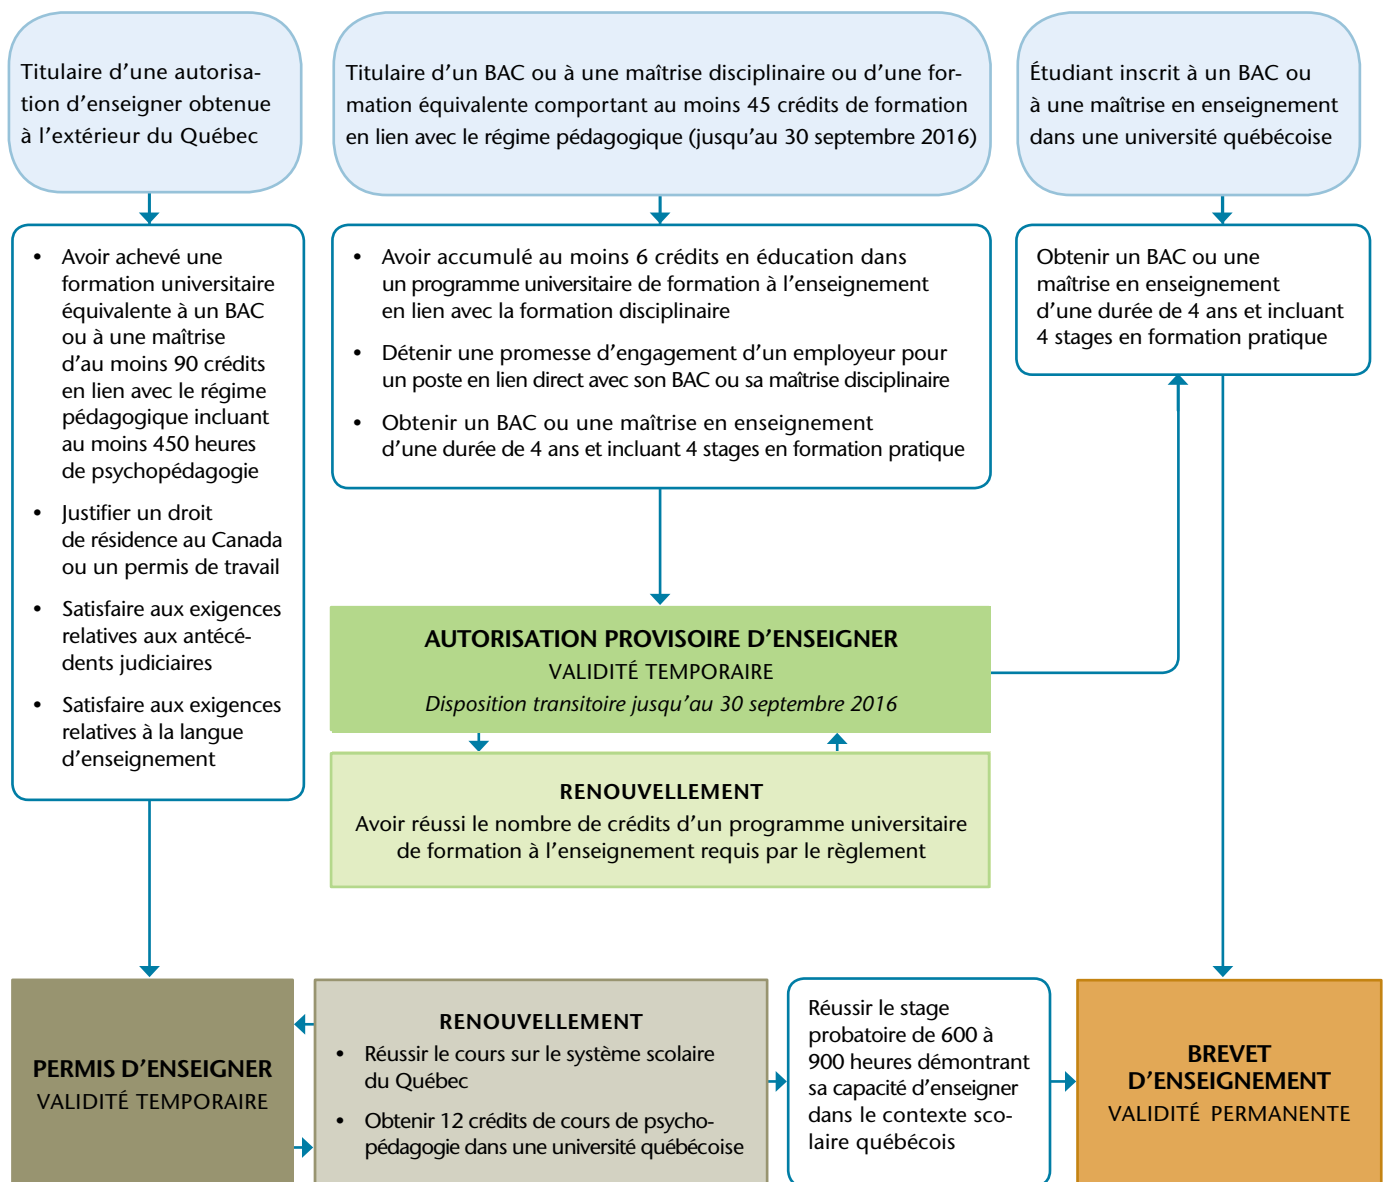 Titulaire d’une autorisa-
tion d’enseigner obtenue
à l’extérieur du Québec
Titulaire d’un BAC ou à une maîtrise disciplinaire ou d’une for-
mation équivalente comportant au moins 45 crédits de formation
en lien avec le régime pédagogique (jusqu’au 30 septembre 2016)
Étudiant inscrit à un BAC ou
à une maîtrise en enseignement
dans une université québécoise
• Avoir achevé une
formation universitaire
équivalente à un BAC
ou à une maîtrise
d’au moins 90 crédits
en lien avec le régime
pédagogique incluant
au moins 450 heures
de psychopédagogie
• Justifier un droit
de résidence au Canada
ou un permis de travail
• Satisfaire aux exigences
relatives aux antécé-
dents judiciaires
• Satisfaire aux exigences
relatives à la langue
d’enseignement
• Avoir accumulé au moins 6 crédits en éducation dans
un programme universitaire de formation à l’enseignement
en lien avec la formation disciplinaire
• Détenir une promesse d’engagement d’un employeur pour
un poste en lien direct avec son BAC ou sa maîtrise disciplinaire
• Obtenir un BAC ou une maîtrise en enseignement
d’une durée de 4 ans et incluant 4 stages en formation pratique
Obtenir un BAC ou une
maîtrise en enseignement
d’une durée de 4 ans et incluant
4 stages en formation pratique
AUTORISATION PROVISOIRE D’ENSEIGNER
VALIDITÉ TEMPORAIRE
Disposition transitoire jusqu’au 30 septembre 2016
RENOUVELLEMENT
Avoir réussi le nombre de crédits d’un programme universitaire
de formation à l’enseignement requis par le règlement
PERMIS D’ENSEIGNER
VALIDITÉ TEMPORAIRE
RENOUVELLEMENT
• Réussir le cours sur le système scolaire
du Québec
• Obtenir 12 crédits de cours de psycho-
pédagogie dans une université québécoise
Réussir le stage
probatoire de 600 à
900 heures démontrant
sa capacité d’enseigner
dans le contexte sco-
laire québécois
BREVET
D’ENSEIGNEMENT
VALIDITÉ PERMANENTE